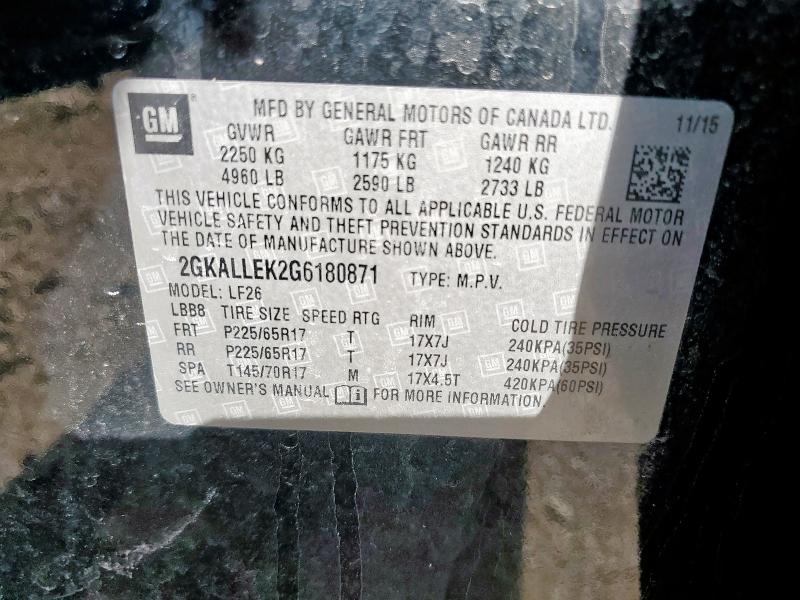 GM MFD BY GENERAL MOTORS OF CANADA LTD. 11/15
GVWR GAWR FRT GAWR RR
2250 KG 1175 KG 1240 KG
4960 LB 2590 LB 2733 LB
THIS VEHICLE CONFORMS TO ALL APPLICABLE U.S. FEDERAL MOTOR
VEHICLE SAFETY AND THEFT PREVENTION STANDARDS IN EFFECT ON
THE DATE OF MANUFACTURE SHOWN ABOVE.
2GKALLEK2G6180871 TYPE: M.P.V.
MODEL: LF26
LBB8 TIRE SIZE SPEED RTG RIM COLD TIRE PRESSURE
FRT P225/65R17 T 17X7J 240KPA(35PSI)
RR P225/65R17 T 17X7J 240KPA(35PSI)
SPA T145/70R17 M 17X4.5T 420KPA(60PSI)
SEE OWNER'S MANUAL FOR MORE INFORMATION.